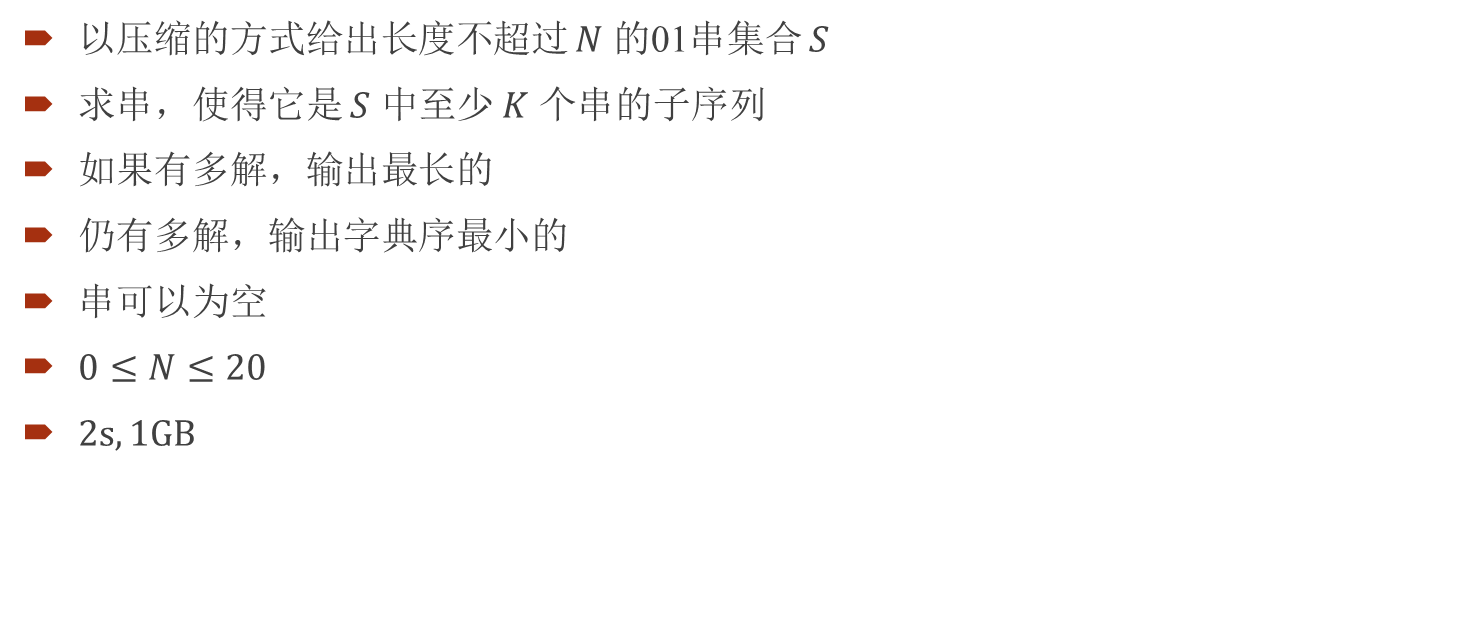 以压缩的方式给出长度不超过 N 的01串集合 S
求串，使得它是 S 中至少 K 个串的子序列
如果有多解，输出最长的
仍有多解，输出字典序最小的
串可以为空
0 ≤ N ≤ 20
2s, 1GB